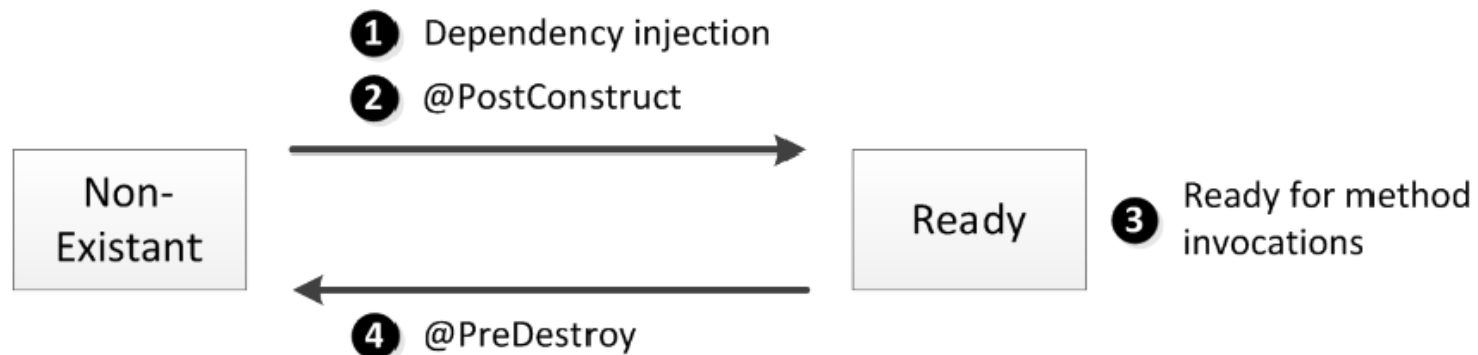 1 Dependency injection
2 @PostConstruct
Non-
Existant
Ready
3 Ready for method
invocations
4 @PreDestroy